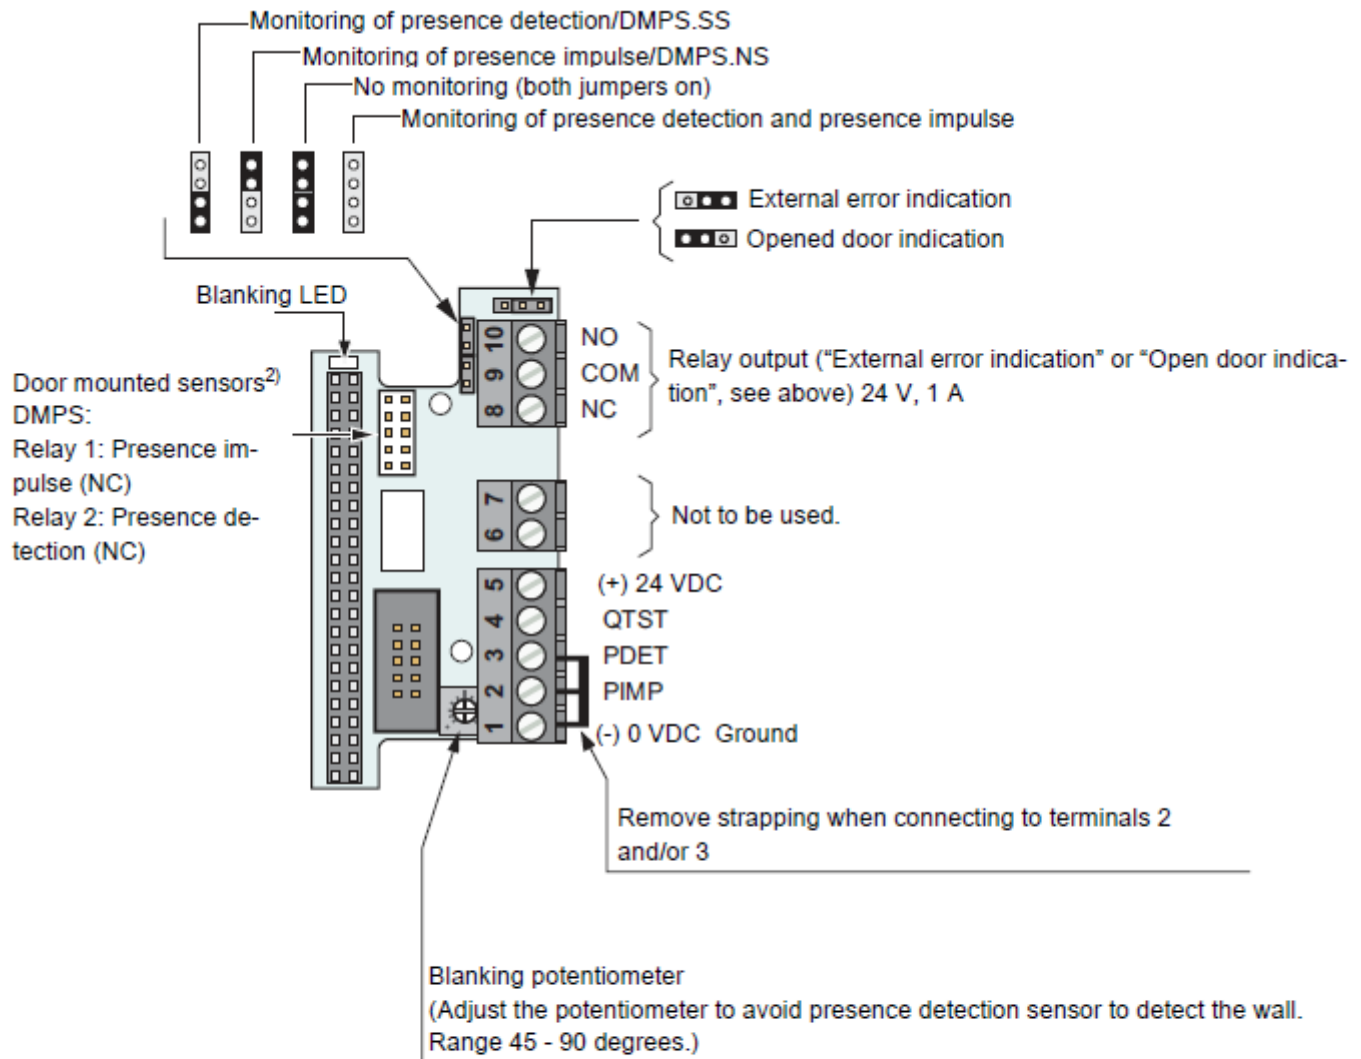 Monitoring of presence detection/DMPS.SS
Monitoring of presence impulse/DMPS.NS
No monitoring (both jumpers on)
Monitoring of presence detection and presence impulse
External error indication
Opened door indication
Blanking LED
Door mounted sensors2)
DMPS:
Relay 1: Presence im-
pulse (NC)
Relay 2: Presence de-
tection (NC)
10 NO
9 COM
8 NC
Relay output (“External error indication” or “Open door indica-
tion”, see above) 24 V, 1 A
7
6
Not to be used.
5 (+) 24 VDC
4 QTST
3 PDET
2 PIMP
1 (-) 0 VDC Ground
Remove strapping when connecting to terminals 2
and/or 3
Blanking potentiometer
(Adjust the potentiometer to avoid presence detection sensor to detect the wall.
Range 45 - 90 degrees.)